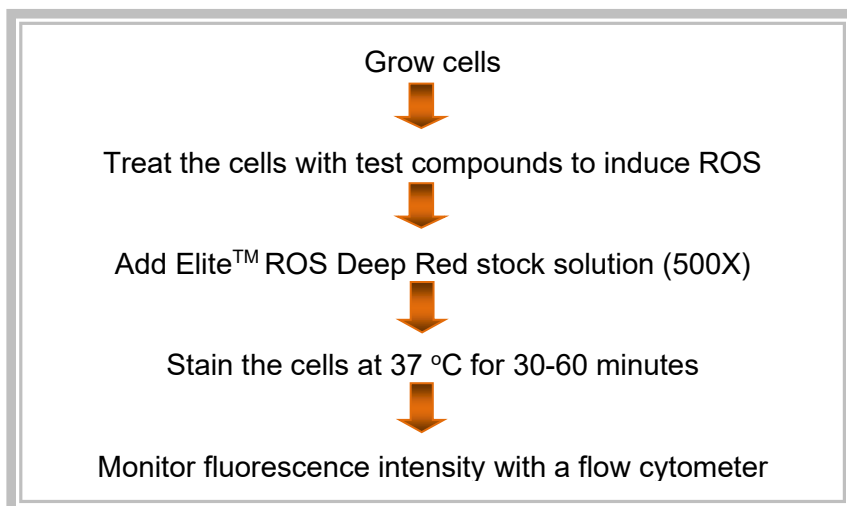 Grow cells
Treat the cells with test compounds to induce ROS
Add Elite™ ROS Deep Red stock solution (500X)
Stain the cells at 37 ºC for 30-60 minutes
Monitor fluorescence intensity with a flow cytometer